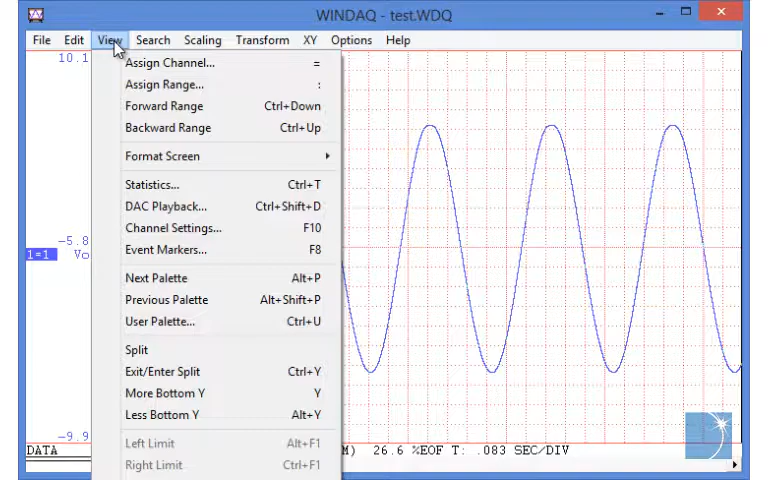 WINDAQ - test.WDQ
File Edit View Search Scaling Transform XY Options Help
10.1
Assign Channel... =
Assign Range... :
Forward Range Ctrl+Down
Backward Range Ctrl+Up
Format Screen
Statistics... Ctrl+T
DAC Playback... Ctrl+Shift+D
Channel Settings... F10
-5.8
Event Markers... F8
1=1 Vo
Next Palette Alt+P
Previous Palette Alt+Shift+P
User Palette... Ctrl+U
Split
Exit/Enter Split Ctrl+Y
More Bottom Y Y
Less Bottom Y Alt+Y
-9.9
Left Limit Alt+F1
DATA M) 26.6 %EOF T: .083 SEC/DIV
Right Limit Ctrl+F1